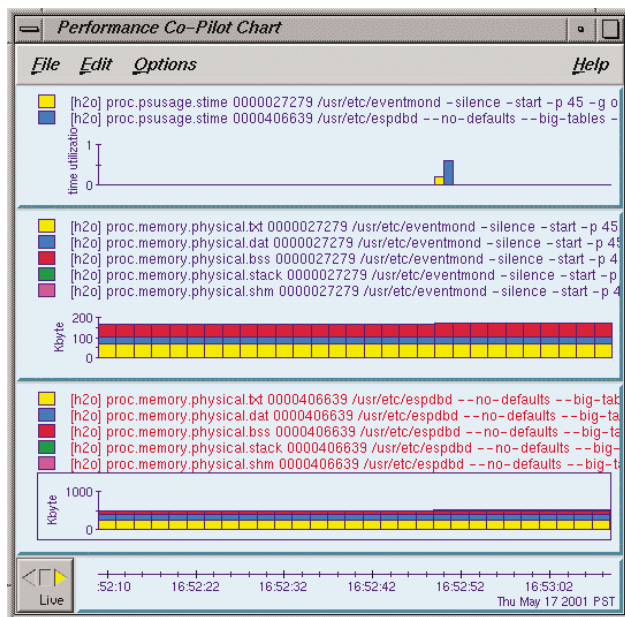 Performance Co-Pilot Chart
File Edit Options Help
[h2o] proc.psusage.stime 0000027279 /usr/etc/eventmond -silence -start -p 45 -g o
[h2o] proc.psusage.stime 0000406639 /usr/etc/espdbd --no-defaults --big-tables -
time utilizatio
1
0
[h2o] proc.memory.physical.txt 0000027279 /usr/etc/eventmond -silence -start -p 45
[h2o] proc.memory.physical.dat 0000027279 /usr/etc/eventmond -silence -start -p 45
[h2o] proc.memory.physical.bss 0000027279 /usr/etc/eventmond -silence -start -p 4
[h2o] proc.memory.physical.stack 0000027279 /usr/etc/eventmond -silence -start -p
[h2o] proc.memory.physical.shm 0000027279 /usr/etc/eventmond -silence -start -p 4
Kbyte
200
100
0
[h2o] proc.memory.physical.txt 0000406639 /usr/etc/espdbd --no-defaults --big-tab
[h2o] proc.memory.physical.dat 0000406639 /usr/etc/espdbd --no-defaults --big-ta
[h2o] proc.memory.physical.bss 0000406639 /usr/etc/espdbd --no-defaults --big-ta
[h2o] proc.memory.physical.stack 0000406639 /usr/etc/espdbd --no-defaults --big-
[h2o] proc.memory.physical.shm 0000406639 /usr/etc/espdbd --no-defaults --big-ta
Kbyte
1000
0
Live
:52:10 16:52:22 16:52:32 16:52:42 16:52:52 16:53:02
Thu May 17 2001 PST